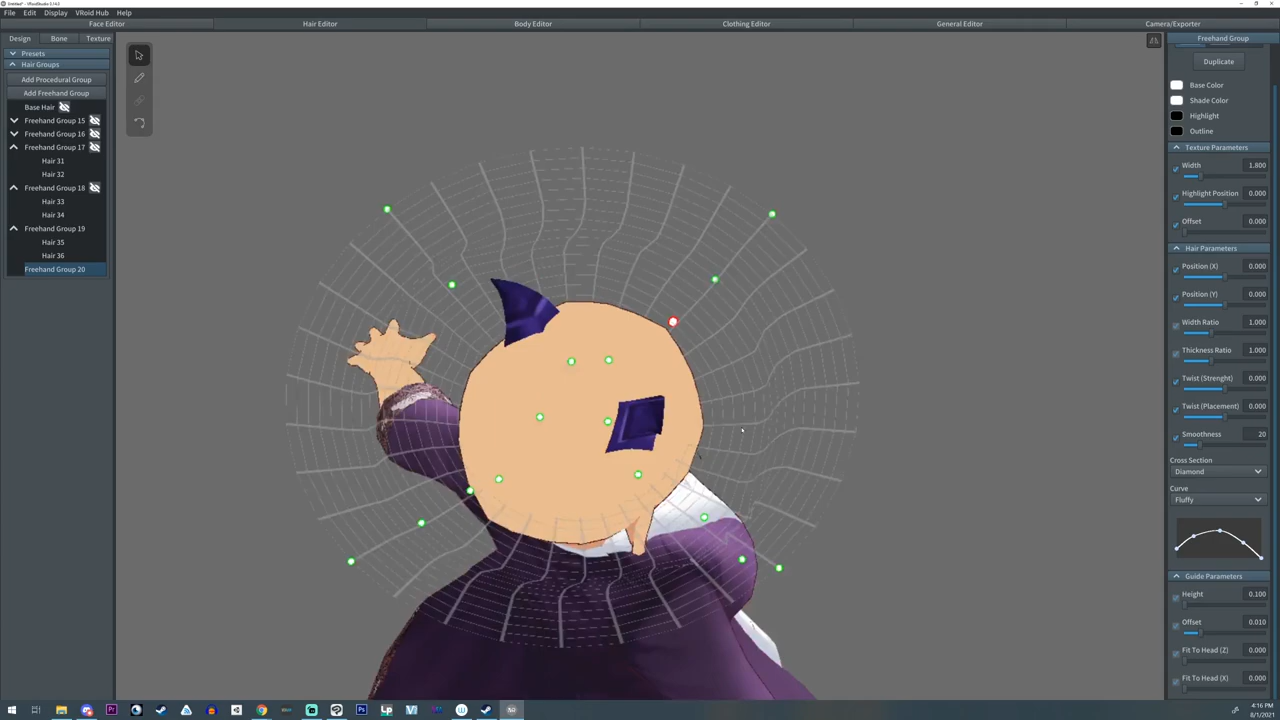 File Edit Display VRoid Hub Help
Face Editor Hair Editor Body Editor Clothing Editor General Editor Camera/Exporter
Design Bone Texture
Presets
Hair Groups
Add Procedural Group
Add Freehand Group
Base Hair
Freehand Group 15
Freehand Group 16
Freehand Group 17
Hair 31
Hair 32
Freehand Group 18
Hair 33
Hair 34
Freehand Group 19
Hair 35
Hair 36
Freehand Group 20
Freehand Group
Duplicate
Base Color
Shade Color
Highlight
Outline
Texture Parameters
Width 1.800
Highlight Position 0.000
Offset 0.000
Hair Parameters
Position (X) 0.000
Position (Y) 0.000
Width Ratio 1.000
Thickness Ratio 1.000
Twist (Strenght) 0.000
Twist (Placement) 0.000
Smoothness 20
Cross Section
Diamond
Curve
Fluffy
Guide Parameters
Height 0.100
Offset 0.010
Fit To Head (Z) 0.000
Fit To Head (X) 0.000
4:16 PM
8/1/2021